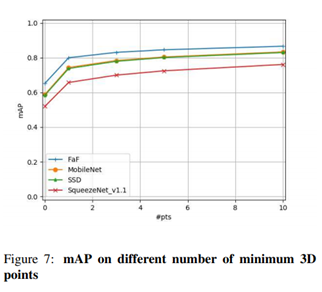 1.0
0.8
0.6
0.4
0.2
0.0
mAP
FaF
MobileNet
SSD
SqueezeNet_v1.1
0 2 4 6 8 10
#pts
Figure 7: mAP on different number of minimum 3D
points